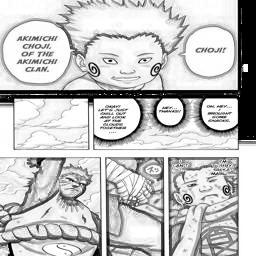 AKIMICHI
CHOJI,
OF THE
AKIMICHI
CLAN.
CHOJI!
OKAY!
LET'S JUST
CHILL OUT
AND LOOK
AT THE
CLOUDS
TOGETHER
....
HEY...
THANKS!
OH, HEY...
I
BROUGHT
SOME
SNACKS.